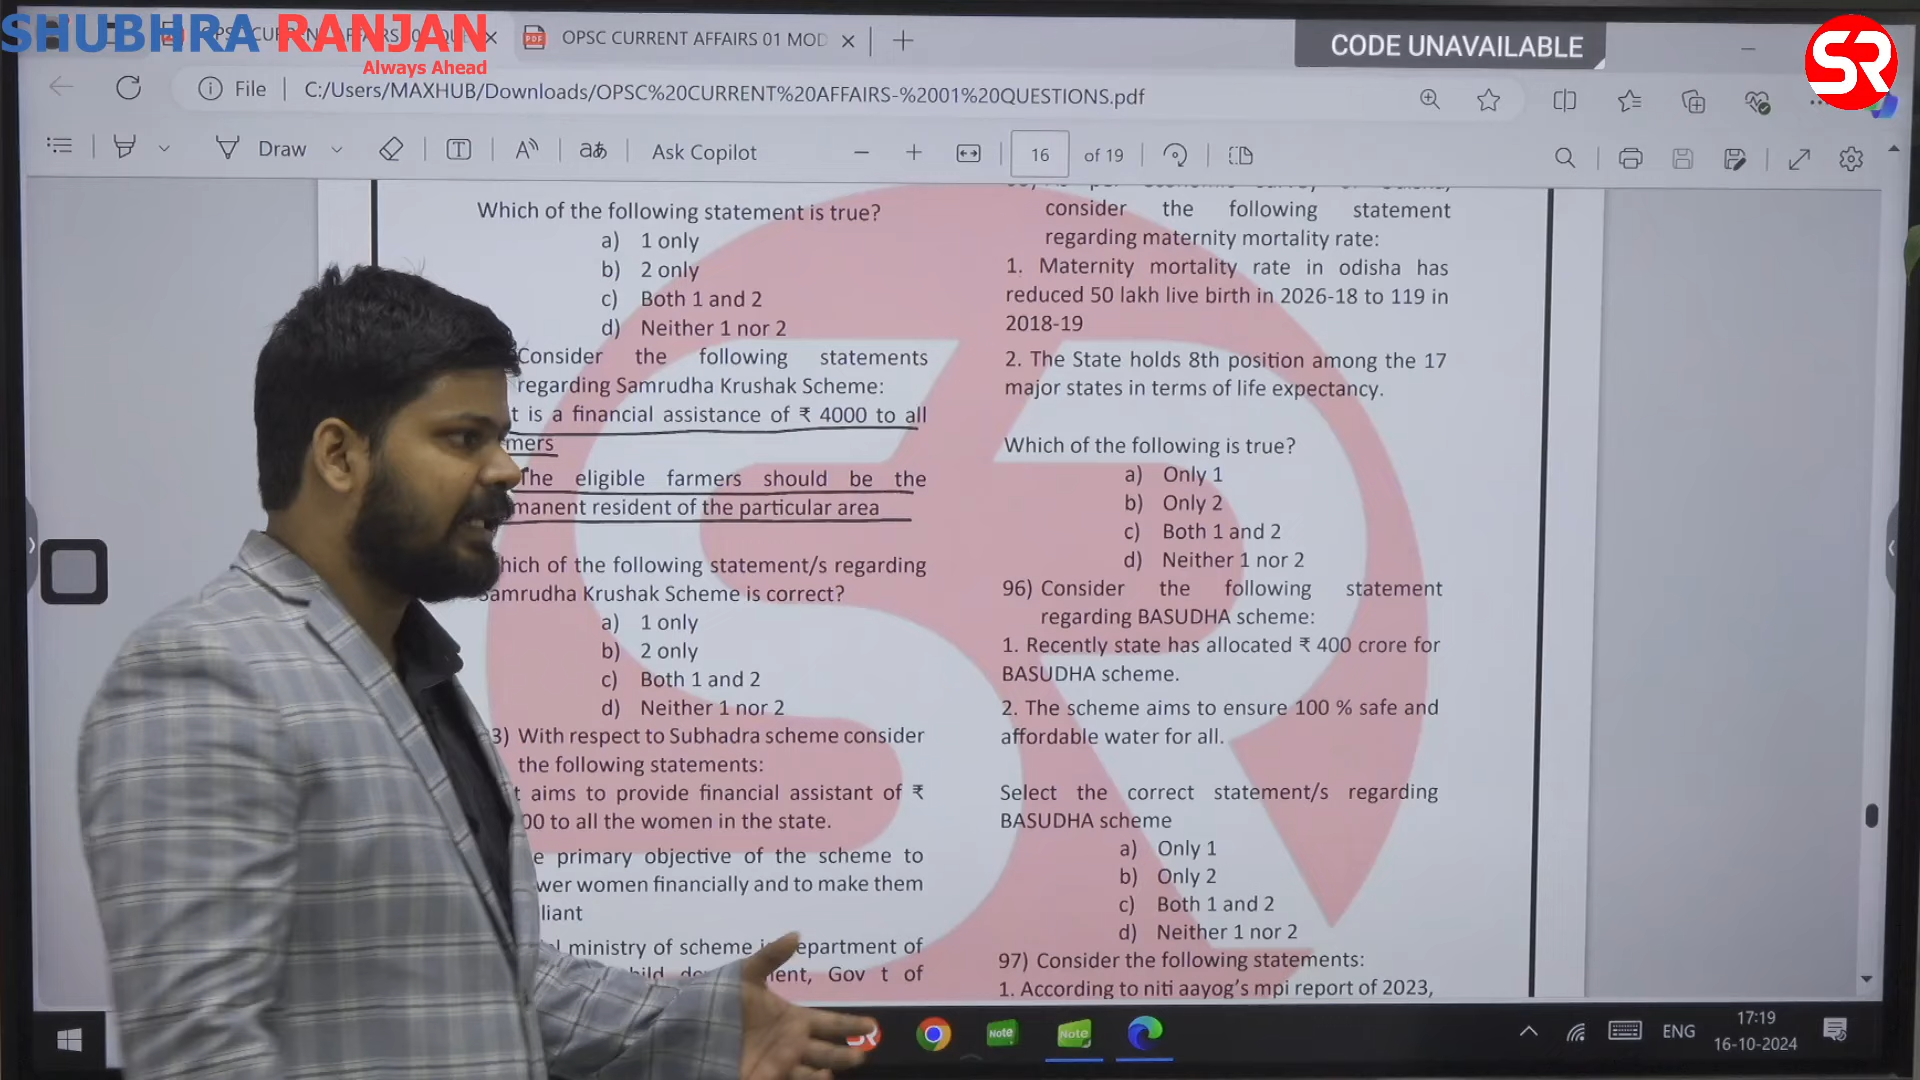 SHUBHRA RANJAN
Always Ahead
OPSC CURRENT AFFAIRS 01 MOD
CODE UNAVAILABLE
SR
File
C:/Users/MAXHUB/Downloads/OPSC%20CURRENT%20AFFAIRS-%2001%20QUESTIONS.pdf
Draw
Ask Copilot
16 of 19
Which of the following statement is true?
a) 1 only
b) 2 only
c) Both 1 and 2
d) Neither 1 nor 2
Consider the following statements
regarding Samrudha Krushak Scheme:
t is a financial assistance of ₹ 4000 to all
mers
The eligible farmers should be the
manent resident of the particular area
hich of the following statement/s regarding
Samrudha Krushak Scheme is correct?
a) 1 only
b) 2 only
c) Both 1 and 2
d) Neither 1 nor 2
3) With respect to Subhadra scheme consider
the following statements:
t aims to provide financial assistant of ₹
00 to all the women in the state.
e primary objective of the scheme to
wer women financially and to make them
liant
l ministry of scheme epartment of
Gov t of
consider the following statement
regarding maternity mortality rate:
1. Maternity mortality rate in odisha has
reduced 50 lakh live birth in 2026-18 to 119 in
2018-19
2. The State holds 8th position among the 17
major states in terms of life expectancy.
Which of the following is true?
a) Only 1
b) Only 2
c) Both 1 and 2
d) Neither 1 nor 2
96) Consider the following statement
regarding BASUDHA scheme:
1. Recently state has allocated ₹ 400 crore for
BASUDHA scheme.
2. The scheme aims to ensure 100 % safe and
affordable water for all.
Select the correct statement/s regarding
BASUDHA scheme
a) Only 1
b) Only 2
c) Both 1 and 2
d) Neither 1 nor 2
97) Consider the following statements:
1. According to niti aayog's mpi report of 2023,
Note
Note
ENG
17:19
16-10-2024